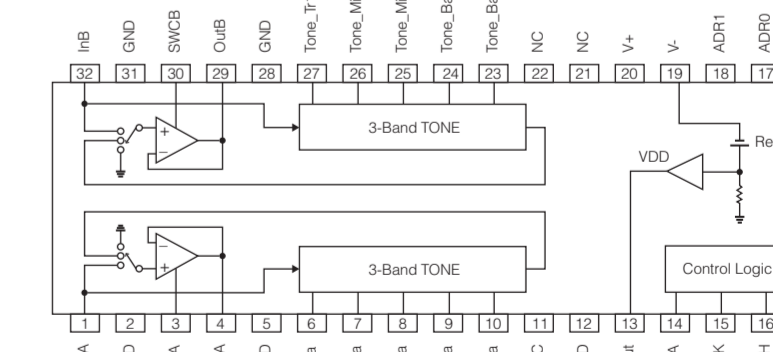 InB
GND
SWCB
OutB
GND
NC
NC
V+
V-
ADR1
ADR0
32 31 30 29 28 27 26 25 24 23 22 21 20 19 18 17
+
−
3-Band TONE
VDD
−
+
3-Band TONE
Control Logic
1 2 3 4 5 6 7 8 9 10 11 12 13 14 15 16